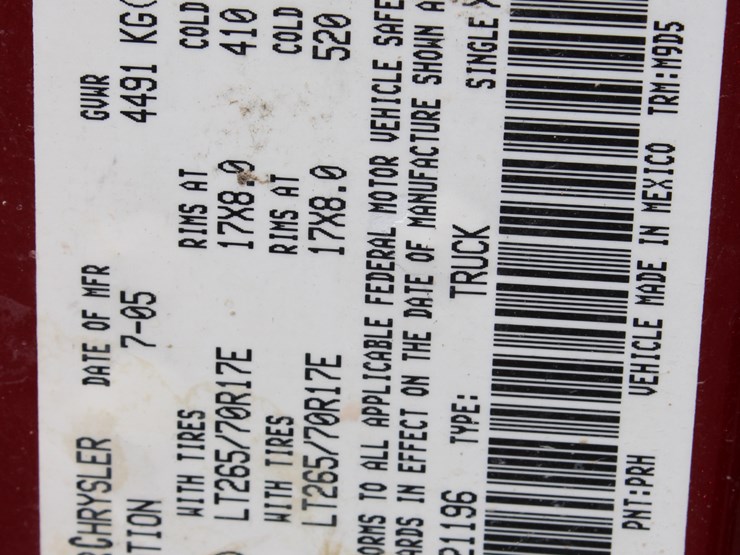 CHRYSLER DATE OF MFR GVWR
TION 7-05 4491 KG(
WITH TIRES RIMS AT COLD
LT265/70R17E 17X8.0 410
WITH TIRES RIMS AT COLD
LT265/70R17E 17X8.0 520
ORMS TO ALL APPLICABLE FEDERAL MOTOR VEHICLE SAFE
ARDS IN EFFECT ON THE DATE OF MANUFACTURE SHOWN A
21196 TYPE: TRUCK SINGLE
PNT:PRH VEHICLE MADE IN MEXICO TRM:M9D5